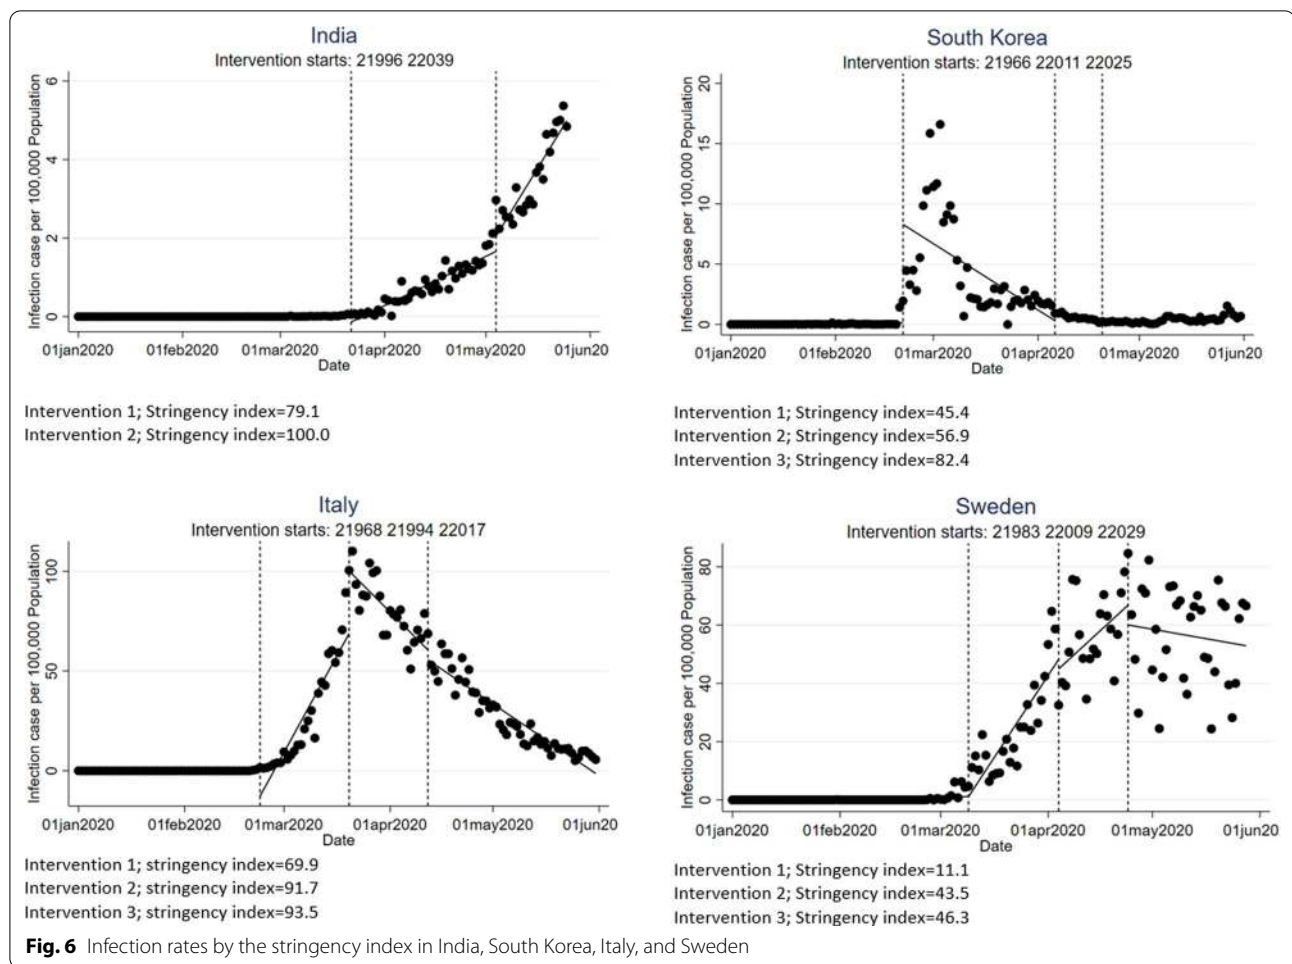 India
Intervention starts: 21996 22039
Infection case per 100,000 Population
6
4
2
0
01jan2020 01feb2020 01mar2020 01apr2020 01may2020 01jun20
Date
Intervention 1; Stringency index=79.1
Intervention 2; Stringency index=100.0
South Korea
Intervention starts: 21966 22011 22025
Infection case per 100,000 Population
20
15
10
5
0
01jan2020 01feb2020 01mar2020 01apr2020 01may2020 01jun20
Date
Intervention 1; Stringency index=45.4
Intervention 2; Stringency index=56.9
Intervention 3; Stringency index=82.4
Italy
Intervention starts: 21968 21994 22017
Infection case per 100,000 Population
100
50
0
01jan2020 01feb2020 01mar2020 01apr2020 01may2020 01jun20
Date
Intervention 1; stringency index=69.9
Intervention 2; stringency index=91.7
Intervention 3; stringency index=93.5
Sweden
Intervention starts: 21983 22009 22029
Infection case per 100,000 Population
80
60
40
20
0
01jan2020 01feb2020 01mar2020 01apr2020 01may2020 01jun20
Date
Intervention 1; Stringency index=11.1
Intervention 2; Stringency index=43.5
Intervention 3; Stringency index=46.3
Fig. 6 Infection rates by the stringency index in India, South Korea, Italy, and Sweden